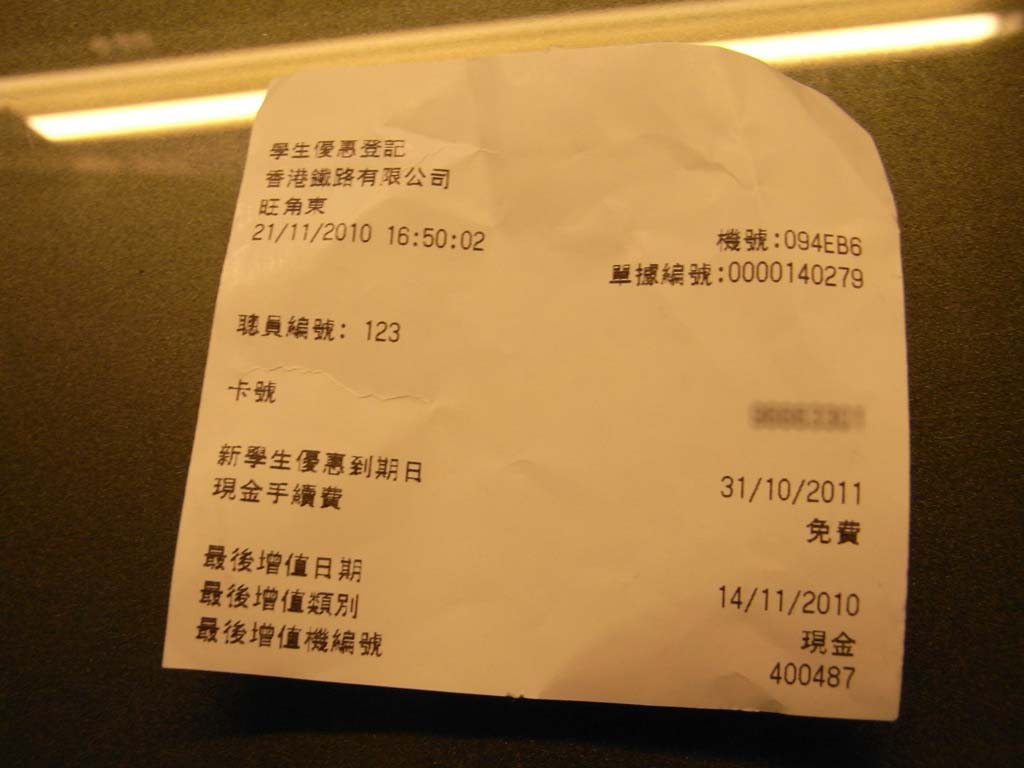 學生優惠登記
香港鐵路有限公司
旺角東
21/11/2010 16:50:02
機號:094EB6
單據編號:0000140279
職員編號: 123
卡號
新學生優惠到期日 31/10/2011
現金手續費 免費
最後增值日期 14/11/2010
最後增值類別 現金
最後增值機編號 400487